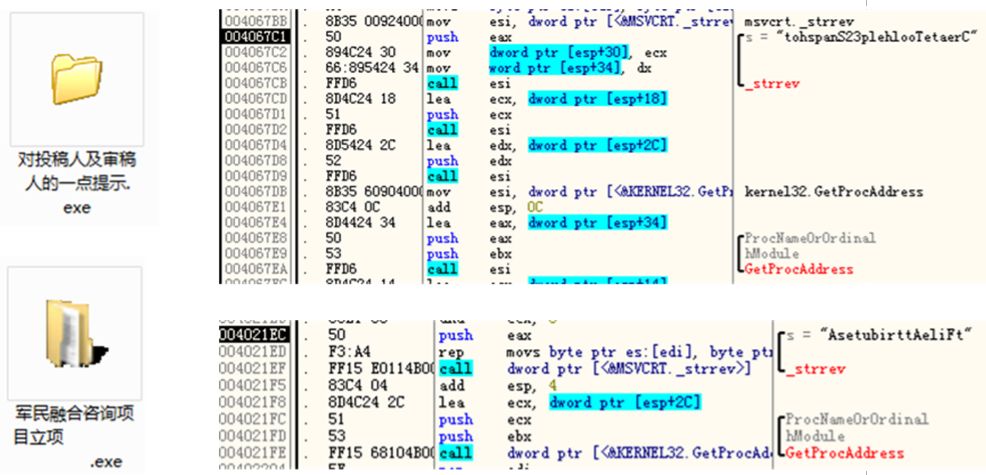 对投稿人及审稿
人的一点提示.
exe
军民融合咨询项
目立项
.exe
004067BB . 8B35 0092400 mov esi, dword ptr [<&MSVCRT._strrev msvcrt._strrev
004067C1 . 50 push eax s = "tohspanS23plehlooTetaerC"
004067C2 . 894C24 30 mov dword ptr [esp+30], ecx
004067C6 . 66:895424 34 mov word ptr [esp+34], dx
004067CB . FFD6 call esi _strrev
004067CD . 8D4C24 18 lea ecx, dword ptr [esp+18]
004067D1 . 51 push ecx
004067D2 . FFD6 call esi
004067D4 . 8D5424 2C lea edx, dword ptr [esp+2C]
004067D8 . 52 push edx
004067D9 . FFD6 call esi
004067DB . 8B35 6090400 mov esi, dword ptr [<&KERNEL32.GetPr kernel32.GetProcAddress
004067E1 . 83C4 0C add esp, 0C
004067E4 . 8D4424 34 lea eax, dword ptr [esp+34]
004067E8 . 50 push eax ProcNameOrOrdinal
004067E9 . 53 push ebx hModule
004067EA . FFD6 call esi GetProcAddress
004021EC . 50 push eax s = "AsetubirttAeliFt"
004021ED . F3:A4 rep movs byte ptr es:[edi], byte pt
004021EF . FF15 E0114B0 call dword ptr [<&MSVCRT._strrev>] _strrev
004021F5 . 83C4 04 add esp, 4
004021F8 . 8D4C24 2C lea ecx, dword ptr [esp+2C]
004021FC . 51 push ecx ProcNameOrOrdinal
004021FD . 53 push ebx hModule
004021FE . FF15 68104B0 call dword ptr [<&KERNEL32.GetProcAd GetProcAddress